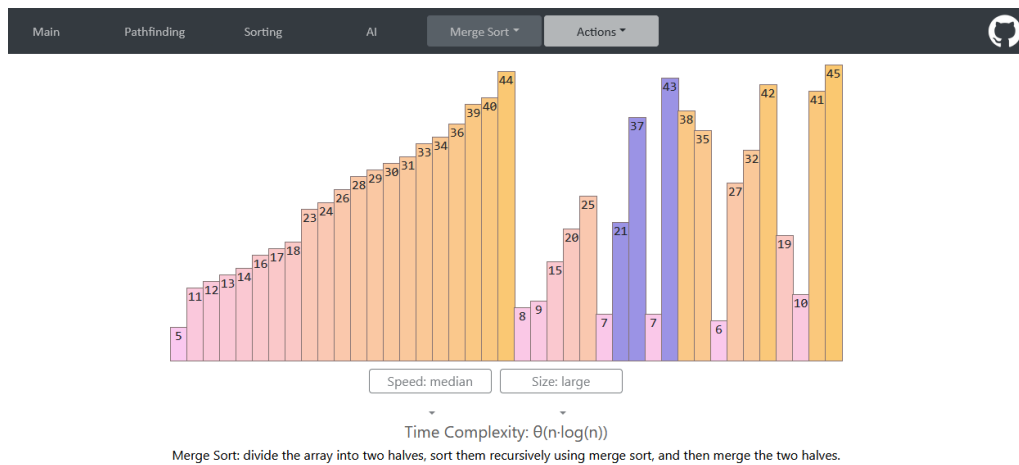 Main Pathfinding Sorting AI Merge Sort Actions
5 11 12 13 14 16 17 18 23 24 26 28 29 30 31 33 34 36 39 40 44 8 9 15 20 25 7 21 37 7 43 38 35 6 27 32 42 19 10 41 45
Speed: median Size: large
Time Complexity: θ(n·log(n))
Merge Sort: divide the array into two halves, sort them recursively using merge sort, and then merge the two halves.